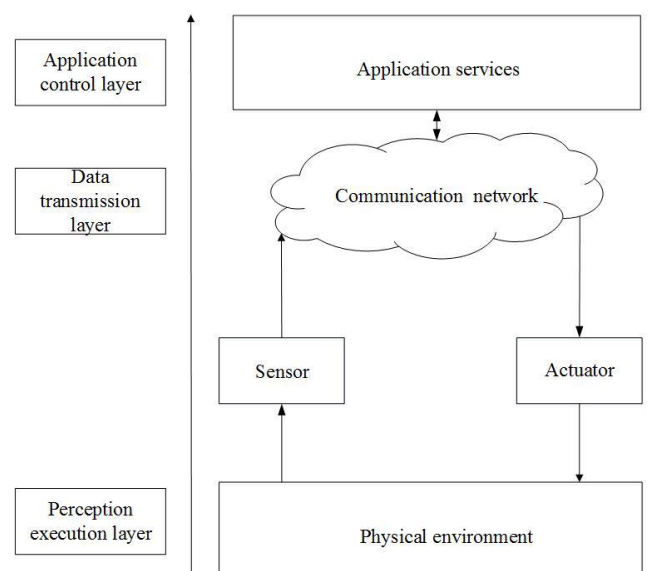 Application
control layer
Application services
Data
transmission
layer
Communication network
Sensor
Actuator
Perception
execution layer
Physical environment